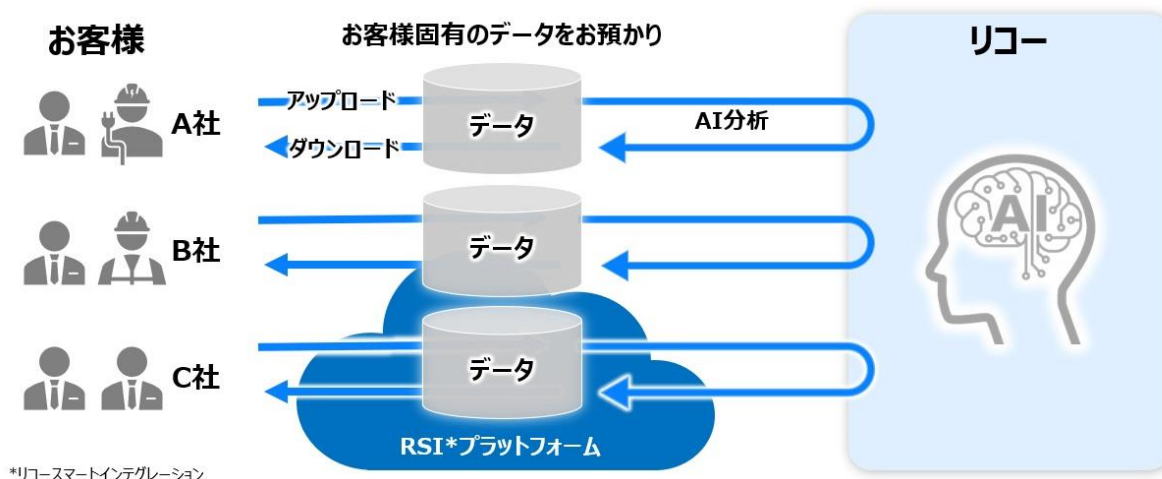 お客様
お客様固有のデータをお預かり
リコー
A社
アップロード
ダウンロード
データ
AI分析
B社
データ
AI
C社
データ
RSI*プラットフォーム
*リコースマートインテグレーション